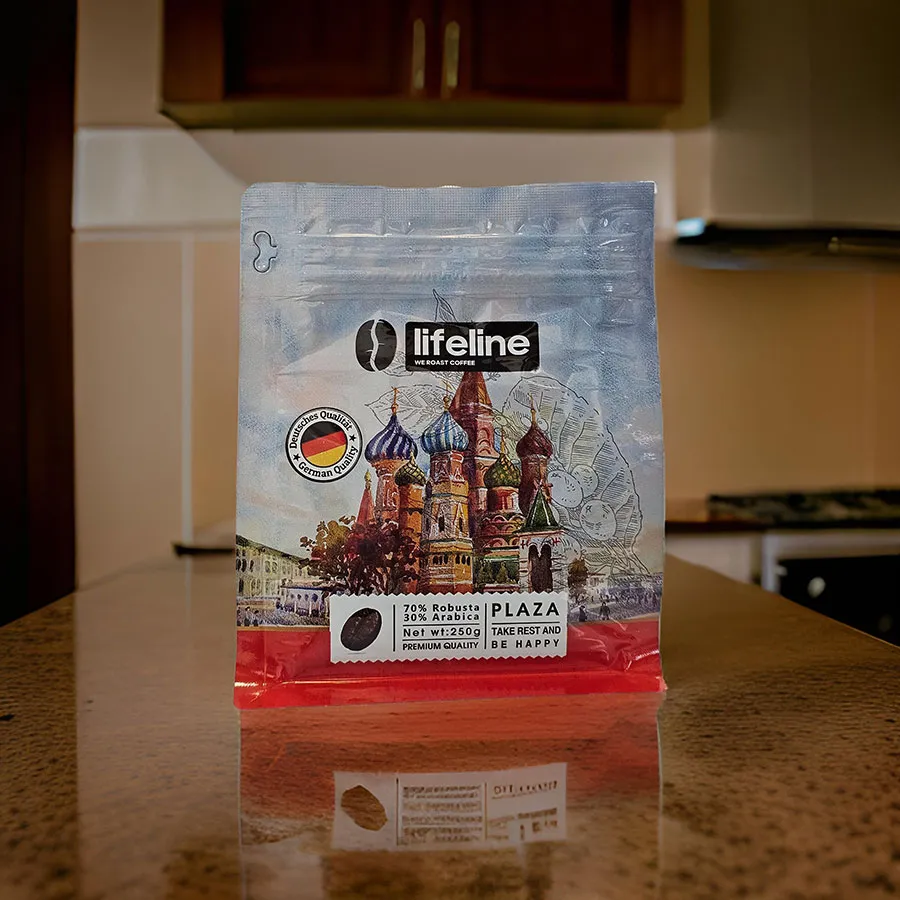 lifeline
WE ROAST COFFEE
Deutsches Qualität
German Quality
70% Robusta
30% Arabica
Net wt:250g
PREMIUM QUALITY
PLAZA
TAKE REST AND
BE HAPPY